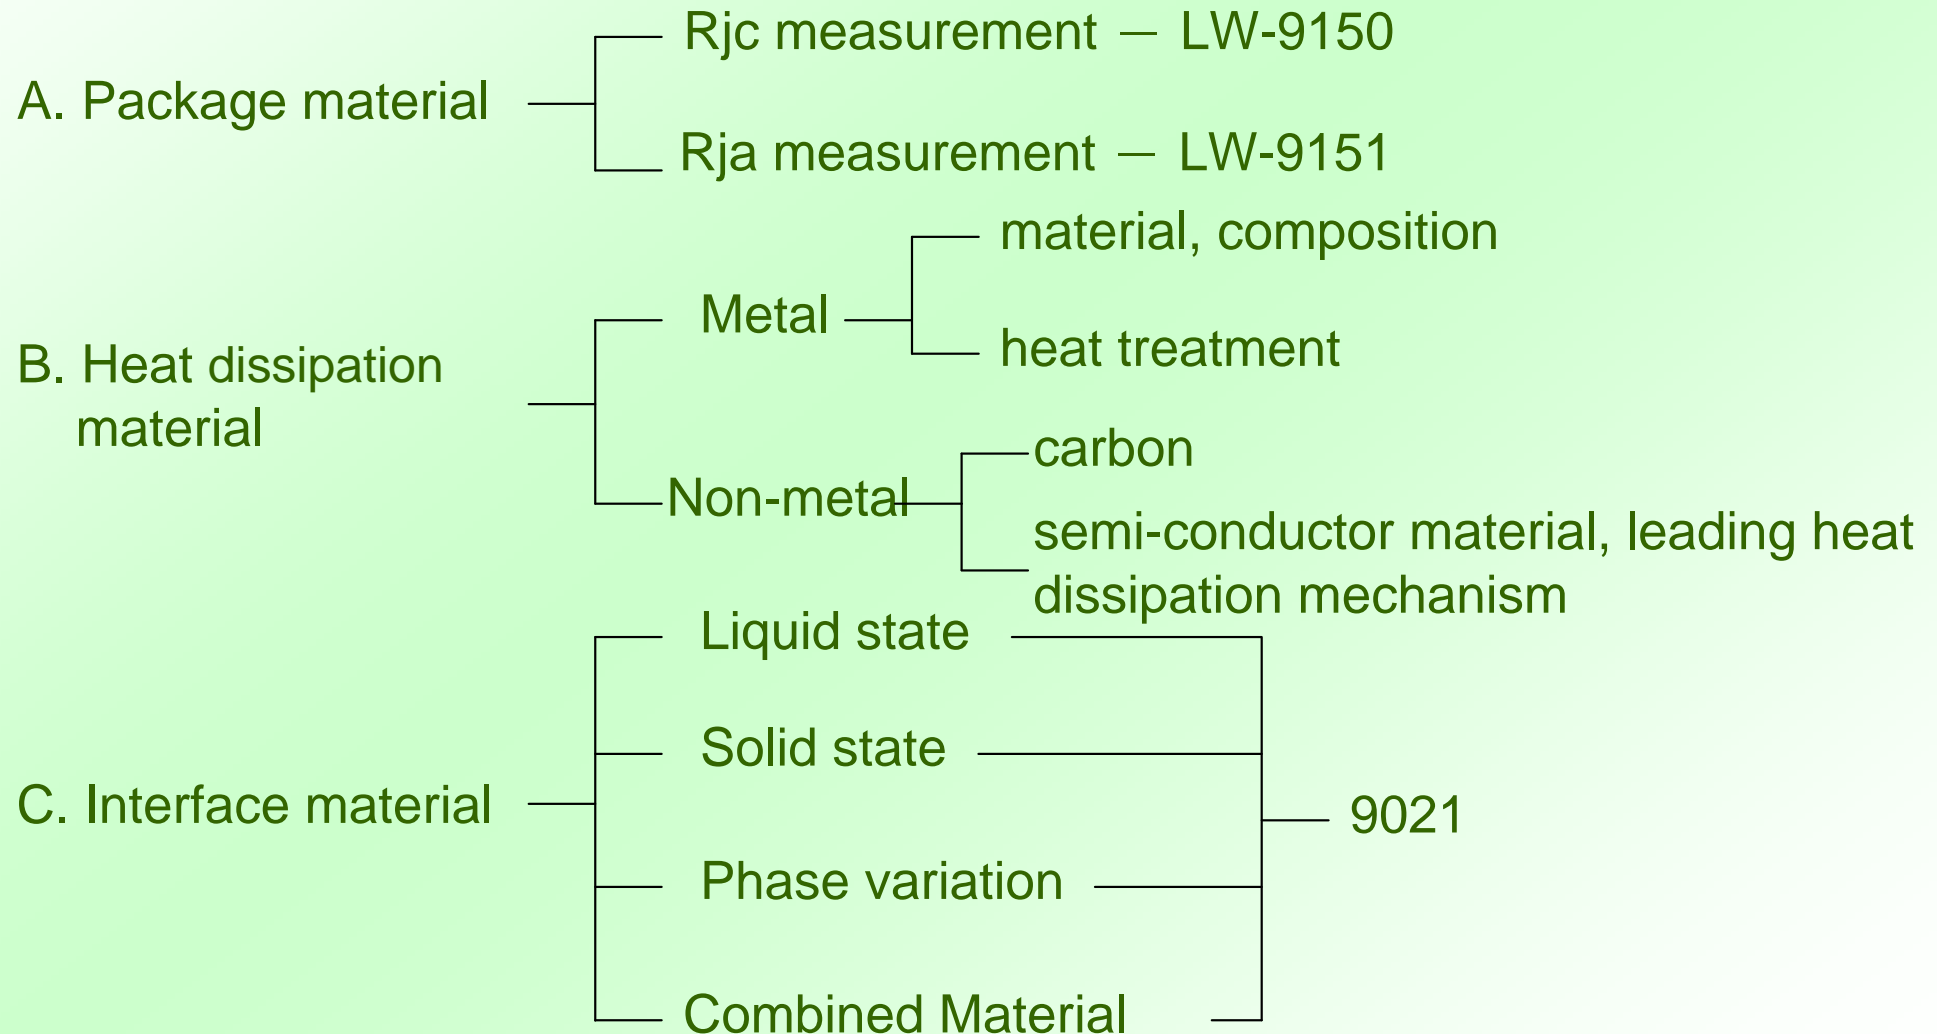 Rjc measurement — LW-9150
A. Package material
Rja measurement — LW-9151
material, composition
Metal
heat treatment
B. Heat dissipation
material
carbon
Non-metal
semi-conductor material, leading heat
dissipation mechanism
Liquid state
Solid state
C. Interface material
9021
Phase variation
Combined Material